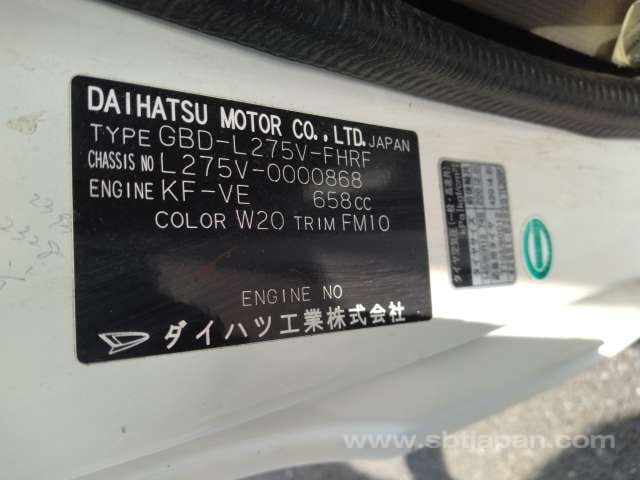 DAIHATSU MOTOR CO.,LTD. JAPAN
TYPE GBD-L275V-FHRF
CHASSIS NO L275V-0000868
ENGINE KF-VE 658CC
COLOR W20 TRIM FM10
ENGINE NO
ダイハツ工業株式会社
www.sbtjapan.com